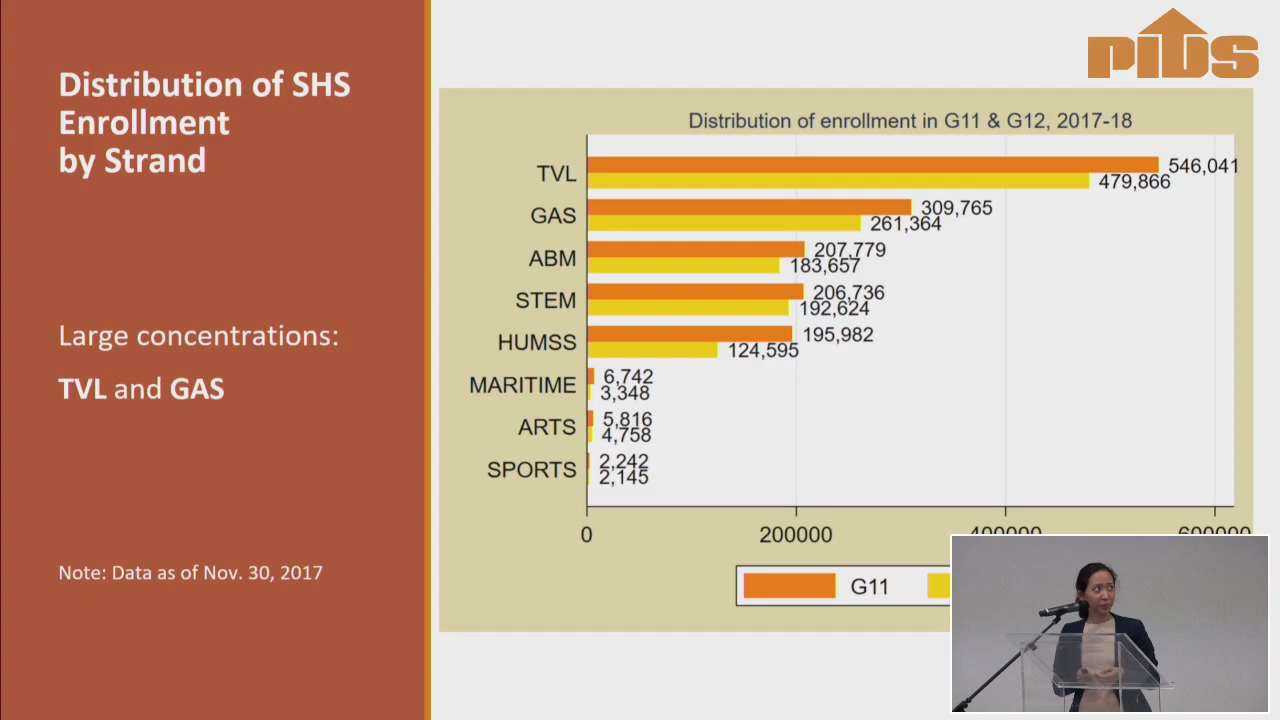 PIDS
Distribution of SHS
Enrollment
by Strand
Large concentrations:
TVL and GAS
Note: Data as of Nov. 30, 2017
Distribution of enrollment in G11 & G12, 2017-18
TVL 546,041
479,866
GAS 309,765
261,364
ABM 207,779
183,657
STEM 206,736
192,624
HUMSS 195,982
124,595
MARITIME 6,742
3,348
ARTS 5,816
4,758
SPORTS 2,242
2,145
0 200000 400000 600000
G11